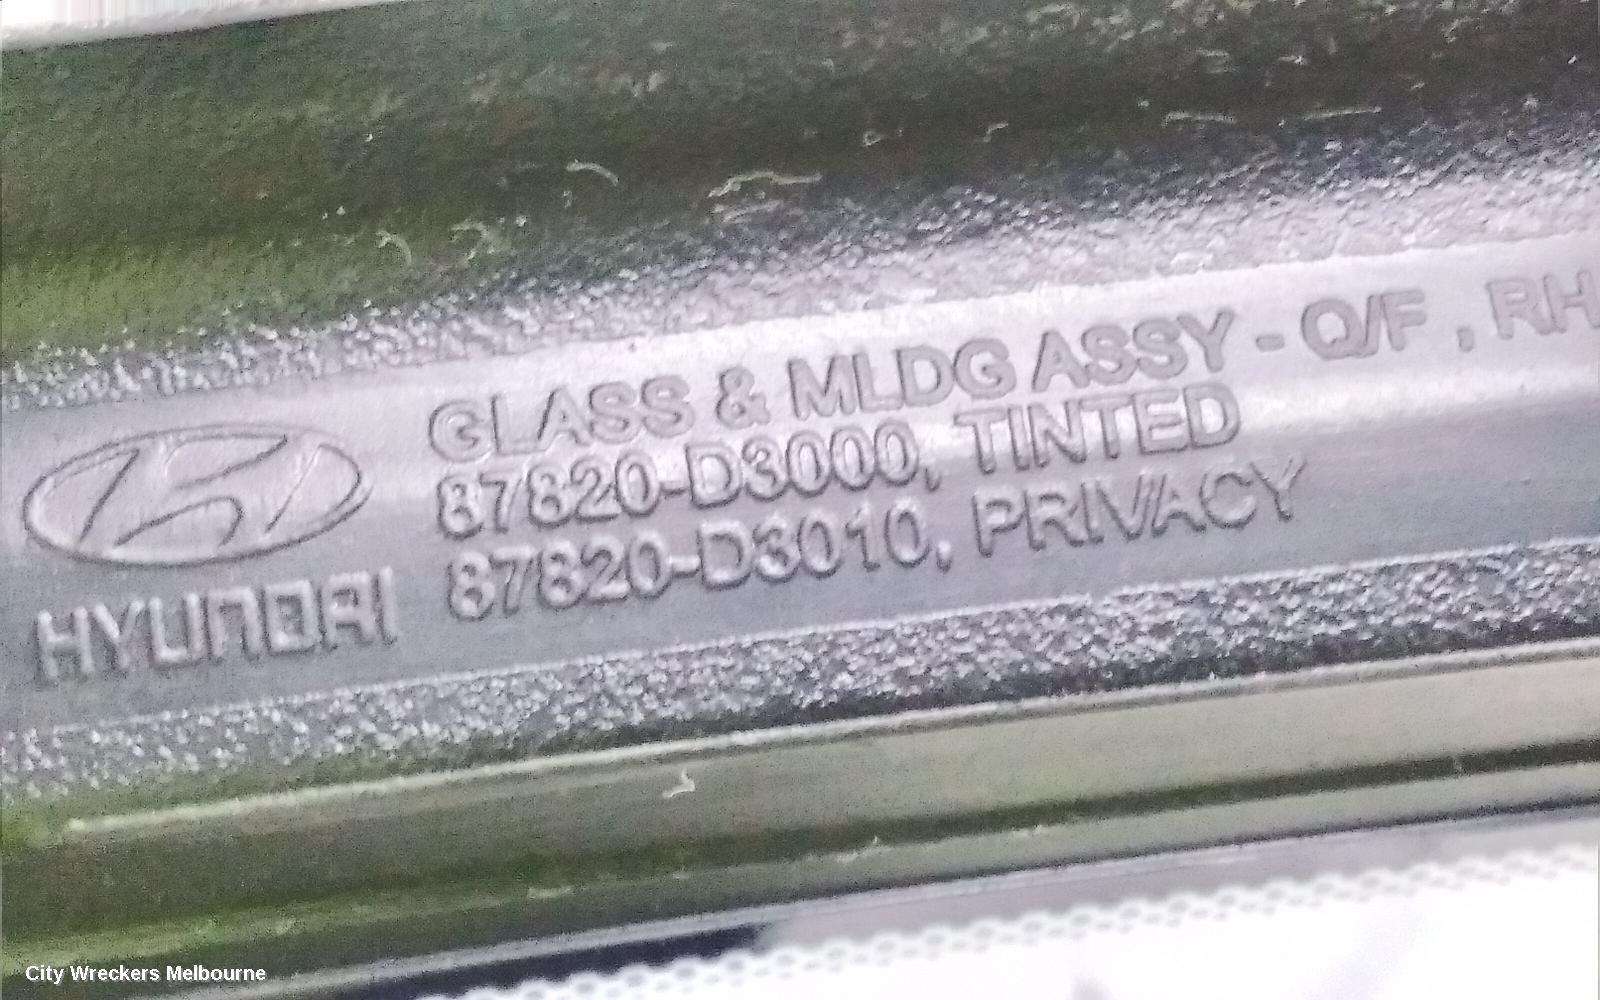 GLASS & MLDG ASSY - Q/F , RH
87820-D3000, TINTED
87820-D3010, PRIVACY
HYUNDAI
City Wreckers Melbourne